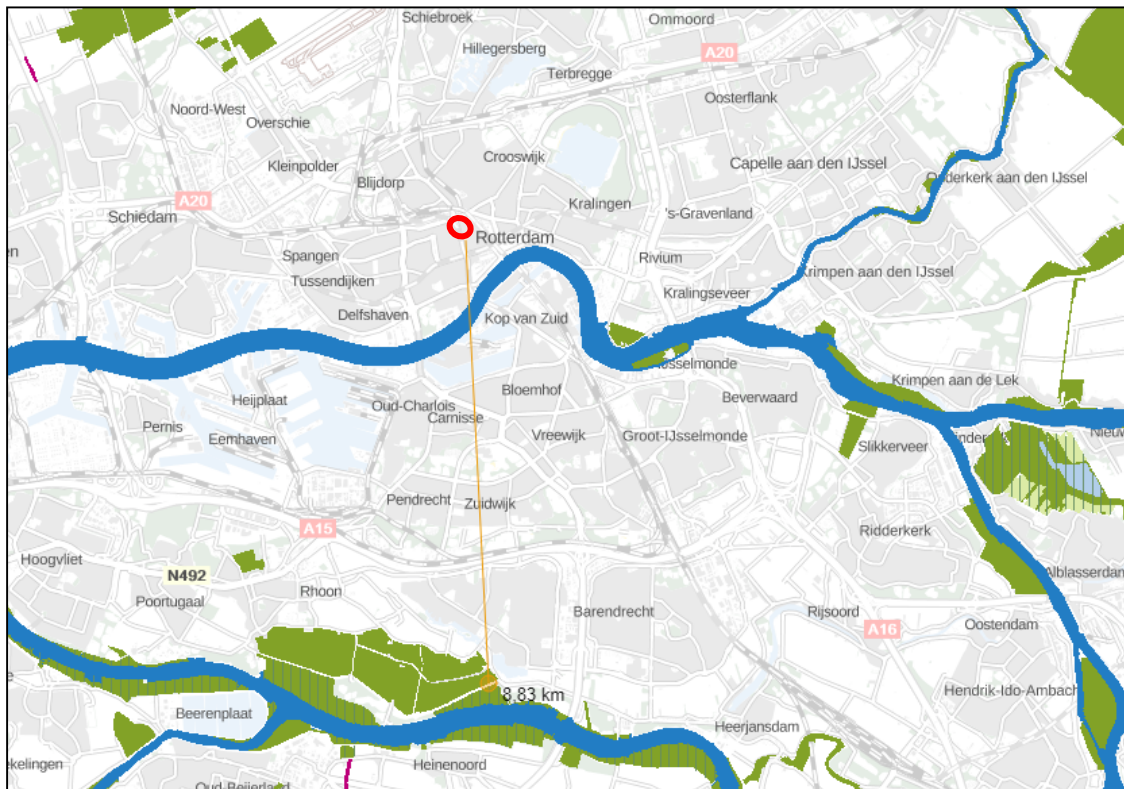 Schiebroek
Ommoord
Hillegersberg
A20
Terbregge
Oosterflank
Noord-West
Overschie
Crooswijk
Kleinpolder
Capelle aan den IJssel
Blijdorp
Ouderkerk aan den IJssel
A20
Kralingen
Schiedam
's-Gravenland
Rotterdam
Spangen
Rivium
Tussendijken
Krimpen aan den IJssel
Kralingseveer
Delfshaven
Kop van Zuid
IJsselmonde
Krimpen aan de Lek
Bloemhof
Beverwaard
Heijplaat
Oud-Charlois
Carnisse
Pernis
Eemhaven
Vreewijk
Groot-IJsselmonde
Slikkerveer
Pendrecht
Zuidwijk
A15
Ridderkerk
Hoogvliet
N492
Alblasserdam
Rhoon
Poortugaal
Barendrecht
Rijsoord
A16
Oostendam
8.83 km
Hendrik-Ido-Ambacht
Beerenplaat
Heerjansdam
ekelingen
Heinenoord
Oud-Beijerland